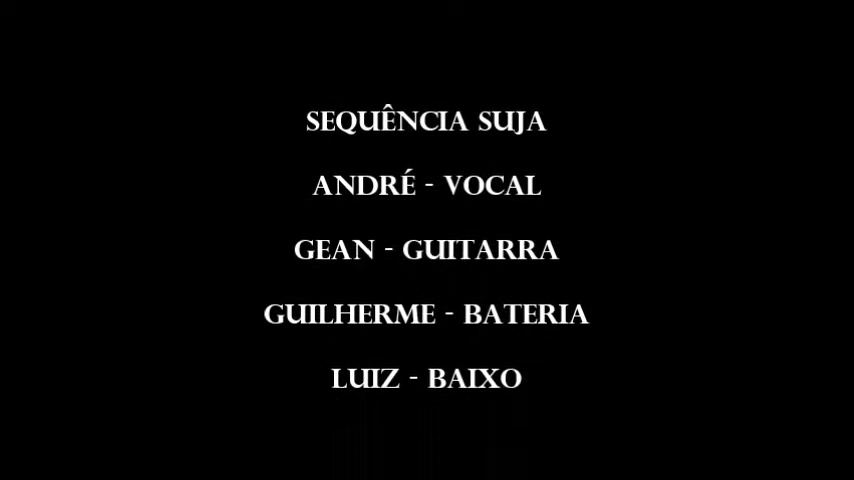 SEQUÊNCIA SUJA
ANDRÉ - VOCAL
GEAN - GUITARRA
GUILHERME - BATERIA
LUIZ - BAIXO